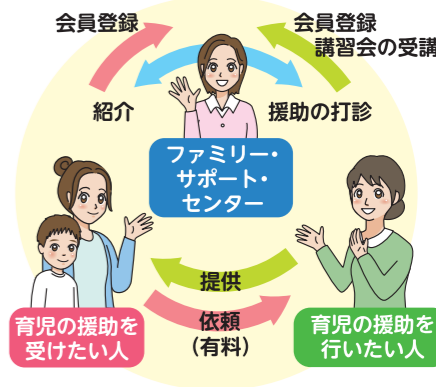 会員登録
会員登録
講習会の受講
紹介
援助の打診
ファミリー・
サポート・
センター
提供
依頼
（有料）
育児の援助を
受けたい人
育児の援助を
行いたい人